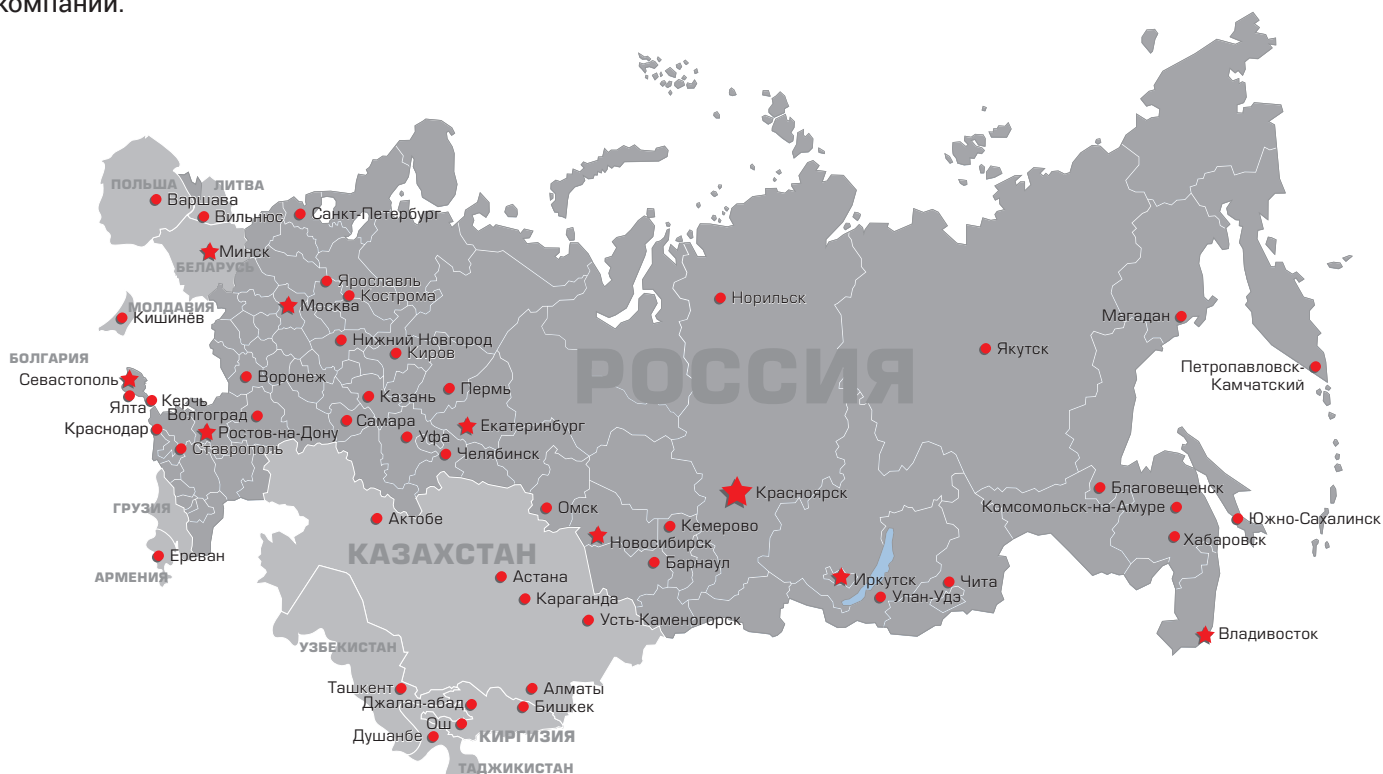 компании.
ПОЛЬША
ЛИТВА
Варшава
Вильнюс
Санкт-Петербург
Минск
БЕЛАРУСЬ
Ярославль
Кострома
МОЛДАВИЯ
Москва
Кишинёв
Норильск
Магадан
Нижний Новгород
Киров
Якутск
РОССИЯ
БОЛГАРИЯ
Севастополь
Воронеж
Пермь
Петропавловск-
Камчатский
Ялта
Керчь
Казань
Волгоград
Самара
Екатеринбург
Краснодар
Ростов-на-Дону
Уфа
Ставрополь
Челябинск
Красноярск
Благовещенск
Комсомольск-на-Амуре
ГРУЗИЯ
Омск
Актобе
Кемерово
Южно-Сахалинск
Новосибирск
Хабаровск
КАЗАХСТАН
Ереван
Барнаул
АРМЕНИЯ
Астана
Иркутск
Чита
Караганда
Улан-Удэ
Усть-Каменогорск
Владивосток
УЗБЕКИСТАН
Ташкент
Алматы
Джалал-абад
Бишкек
Ош
Душанбе
КИРГИЗИЯ
ТАДЖИКИСТАН